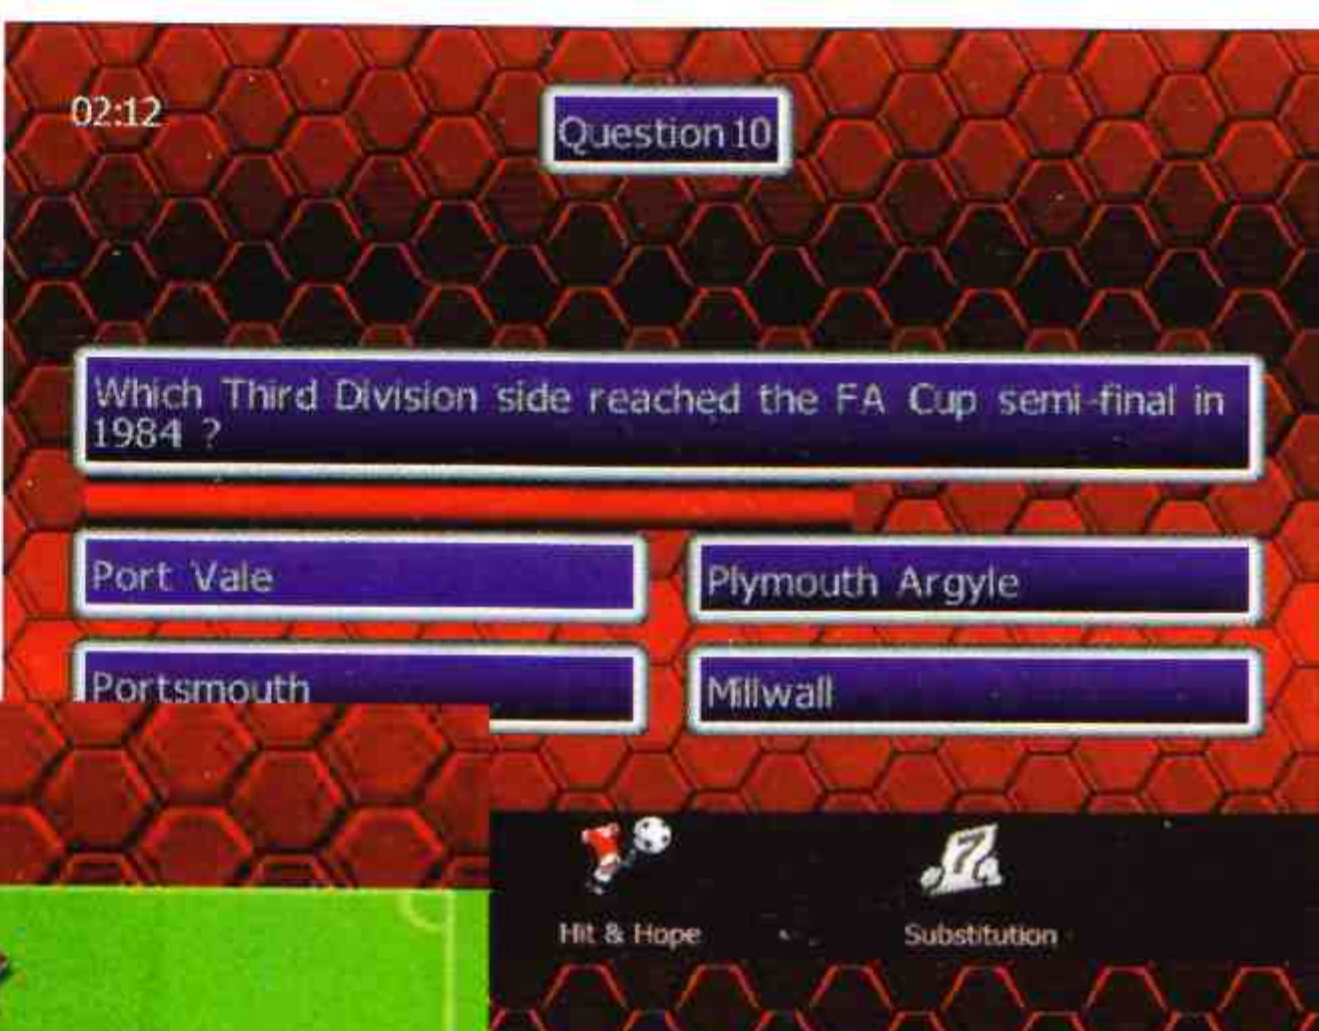 02:12
Question 10
Which Third Division side reached the FA Cup semi-final in
1984 ?
Port Vale
Plymouth Argyle
Portsmouth
Millwall
7
Hit & Hope
Substitution